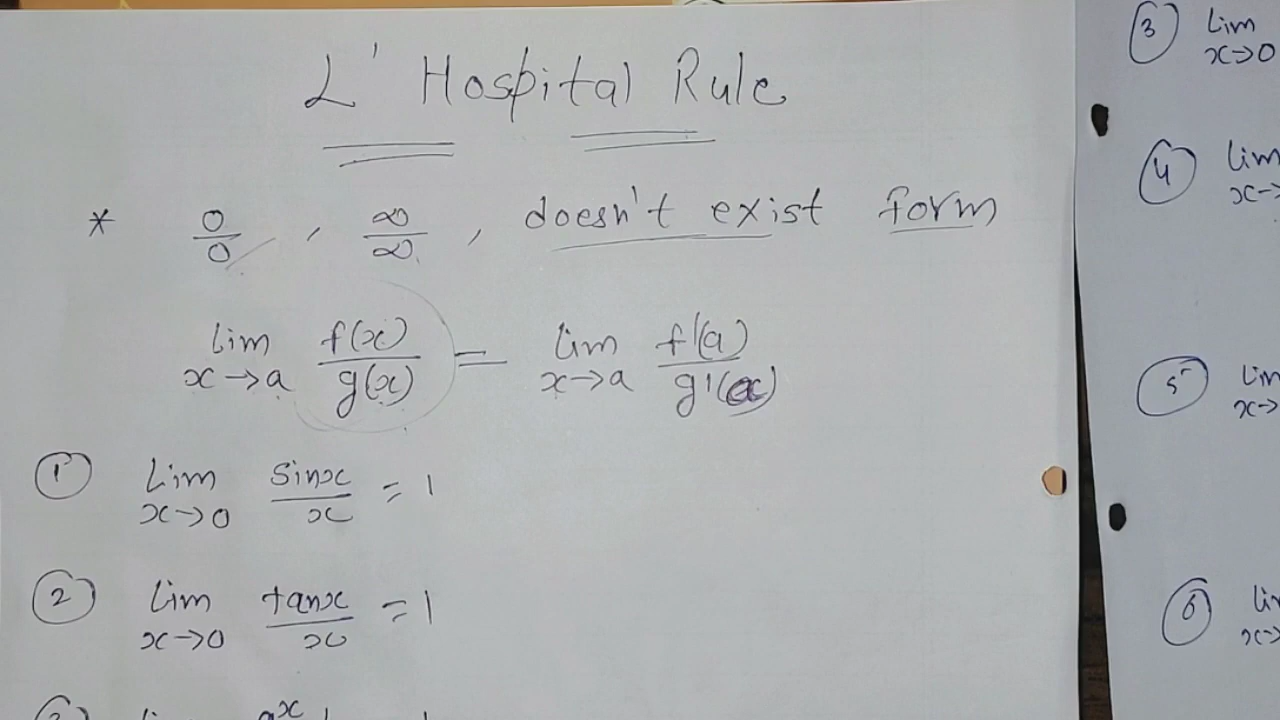 L' Hospital Rule
* 0/0 , ∞/∞ , doesn't exist form
lim x→a f(x)/g(x) = lim x→a f'(a)/g'(a)
① Lim x→0 sinx/x = 1
② Lim x→0 tanx/x = 1
③ Lim x→0
④ lim x→
⑤ Lim x→
⑥